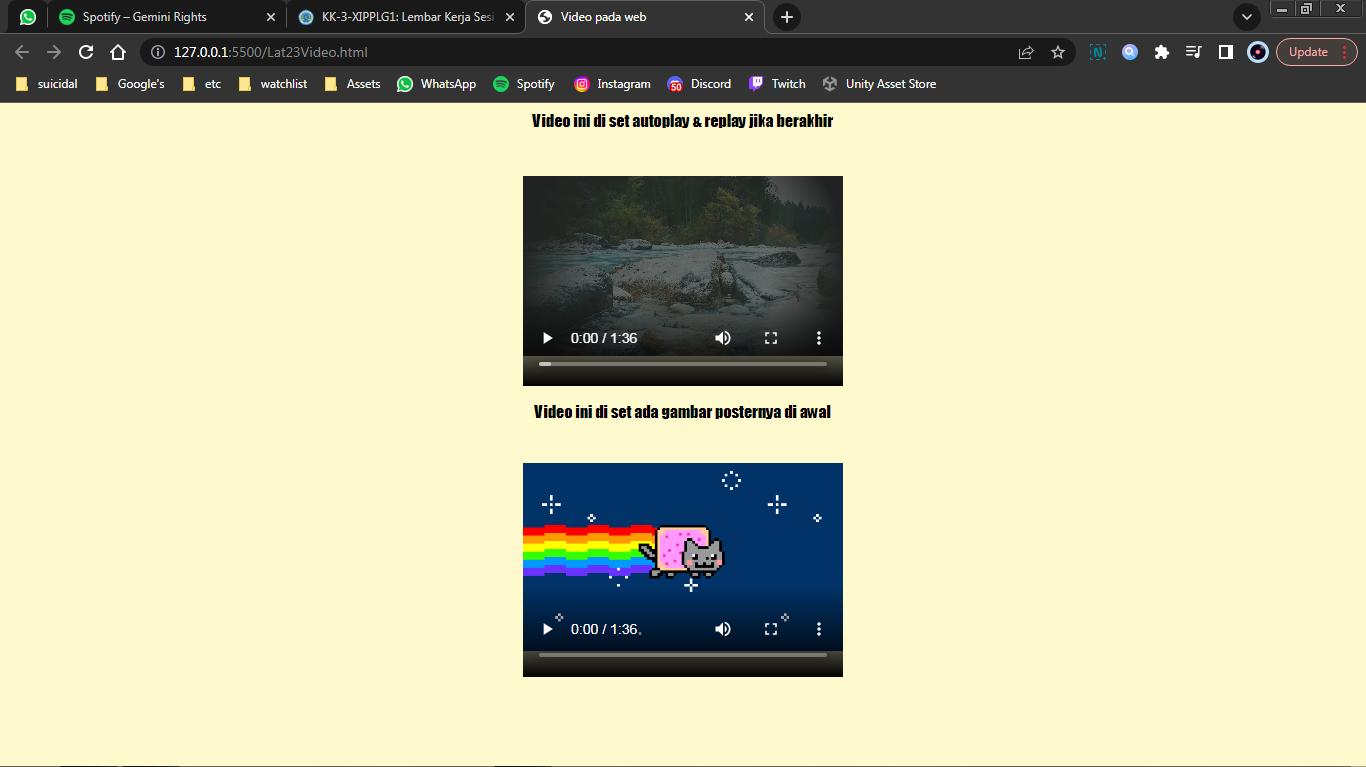 Spotify – Gemini Rights
KK-3-XIPPLG1: Lembar Kerja Sesi
Video pada web
127.0.0.1:5500/Lat23Video.html
Update
suicidal
Google's
etc
watchlist
Assets
WhatsApp
Spotify
Instagram
50
Discord
Twitch
Unity Asset Store
Video ini di set autoplay & replay jika berakhir
0:00 / 1:36
Video ini di set ada gambar posternya di awal
0:00 / 1:36